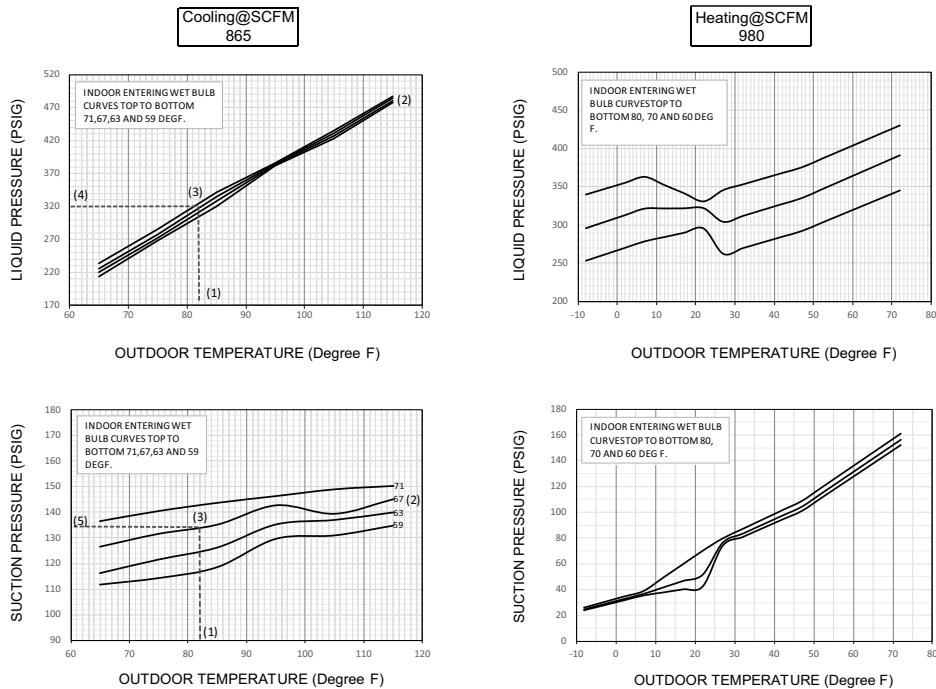 Cooling@SCFM
865
Heating@SCFM
980
520
470
420
370
320
270
220
170
60 70 80 90 100 110 120
LIQUID PRESSURE (PSIG)
OUTDOOR TEMPERATURE (Degree F)
INDOOR ENTERING WET BULB
CURVES TOP TO BOTTOM
71,67,63 AND 59 DEGF.
(1)
(2)
(3)
(4)
500
450
400
350
300
250
200
-10 0 10 20 30 40 50 60 70 80
LIQUID PRESSURE (PSIG)
OUTDOOR TEMPERATURE (Degree F)
INDOOR ENTERING WET
BULB CURVESTOP TO
BOTTOM 80, 70 AND 60 DEG
F.
180
170
160
150
140
130
120
110
100
90
60 70 80 90 100 110 120
SUCTION PRESSURE (PSIG)
OUTDOOR TEMPERATURE (Degree F)
INDOOR ENTERING WET
BULB CURVES TOP TO
BOTTOM 71,67,63 AND 59
DEGF.
71
67
63
59
(1)
(2)
(3)
(5)
180
160
140
120
100
80
60
40
20
0
-10 0 10 20 30 40 50 60 70 80
SUCTION PRESSURE (PSIG)
OUTDOOR TEMPERATURE (Degree F)
INDOOR ENTERING WET BULB
CURVESTOP TO BOTTOM 80,
70 AND 60 DEG F.